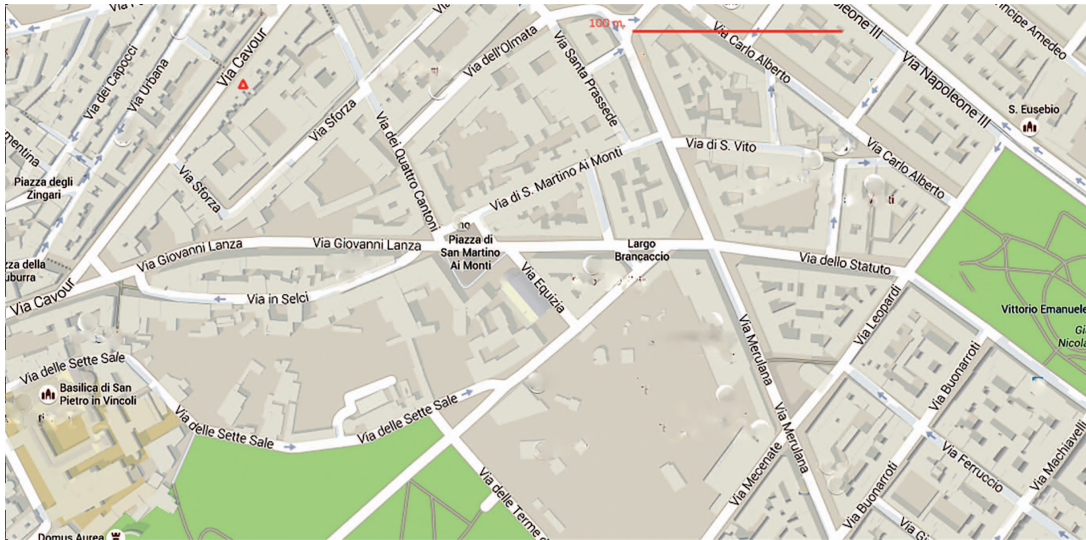 100 m.
Via Cavour
Via dei Capocci
Via Urbana
Via dell'Olmata
Via Santa Prassede
Via Carlo Alberto
Via Napoleone III
Via Sforza
Via dei Quattro Cantoni
S. Eusebio
Via di S. Vito
Via di S. Martino Ai Monti
Via Carlo Alberto
Piazza degli
Zingari
Via Sforza
Via Giovanni Lanza
Via Giovanni Lanza
Piazza di
San Martino
Ai Monti
Largo
Brancaccio
Via dello Statuto
Via Cavour
Via in Selci
Via Equizia
Via Leopardi
Vittorio Emanuele
Via Merulana
Via Buonarroti
Via delle Sette Sale
Basilica di San
Pietro in Vincoli
Via delle Sette Sale
Via delle Sette Sale
Via Merulana
Via Mecenate
Via Buonarroti
Via Ferruccio
Via Machiavelli
Via delle Terme
Domus Aurea